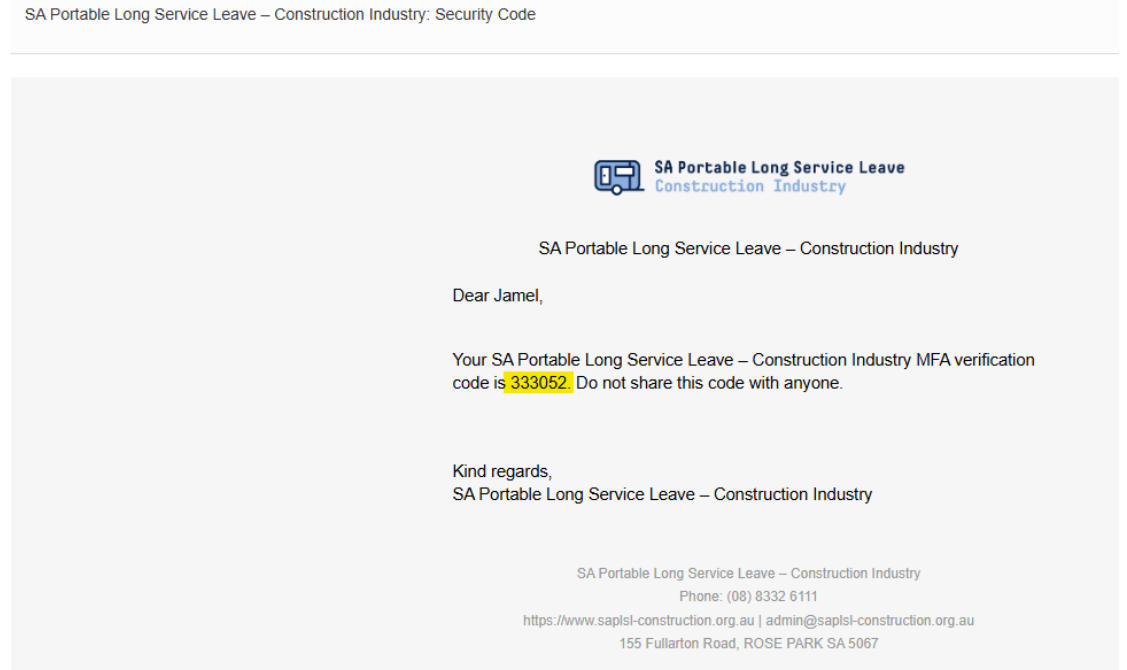 SA Portable Long Service Leave – Construction Industry: Security Code
SA Portable Long Service Leave
Construction Industry
SA Portable Long Service Leave – Construction Industry
Dear Jamel,
Your SA Portable Long Service Leave – Construction Industry MFA verification
code is 333052. Do not share this code with anyone.
Kind regards,
SA Portable Long Service Leave – Construction Industry
SA Portable Long Service Leave – Construction Industry
Phone: (08) 8332 6111
https://www.saplsl-construction.org.au | admin@saplsl-construction.org.au
155 Fullarton Road, ROSE PARK SA 5067